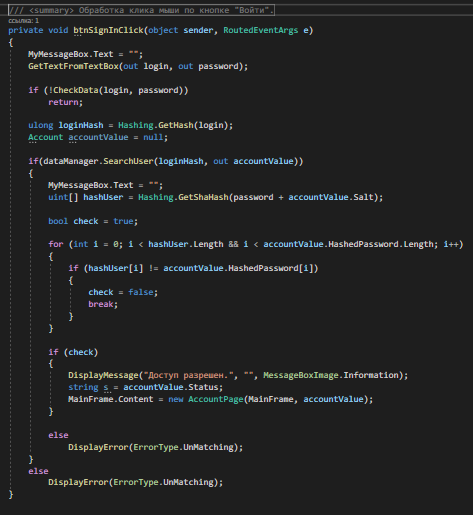 /// <summary> Обработка клика мыши по кнопке "Войти".
ссылка: 1
private void btnSignInClick(object sender, RoutedEventArgs e)
{
MyMessageBox.Text = "";
GetTextFromTextBox(out login, out password);
if (!CheckData(login, password))
return;
ulong loginHash = Hashing.GetHash(login);
Account accountValue = null;
if(dataManager.SearchUser(loginHash, out accountValue))
{
MyMessageBox.Text = "";
uint[] hashUser = Hashing.GetShaHash(password + accountValue.Salt);
bool check = true;
for (int i = 0; i < hashUser.Length && i < accountValue.HashedPassword.Length; i++)
{
if (hashUser[i] != accountValue.HashedPassword[i])
{
check = false;
break;
}
}
if (check)
{
DisplayMessage("Доступ разрешен.", "", MessageBoxImage.Information);
string s = accountValue.Status;
MainFrame.Content = new AccountPage(MainFrame, accountValue);
}
else
DisplayError(ErrorType.UnMatching);
}
else
DisplayError(ErrorType.UnMatching);
}